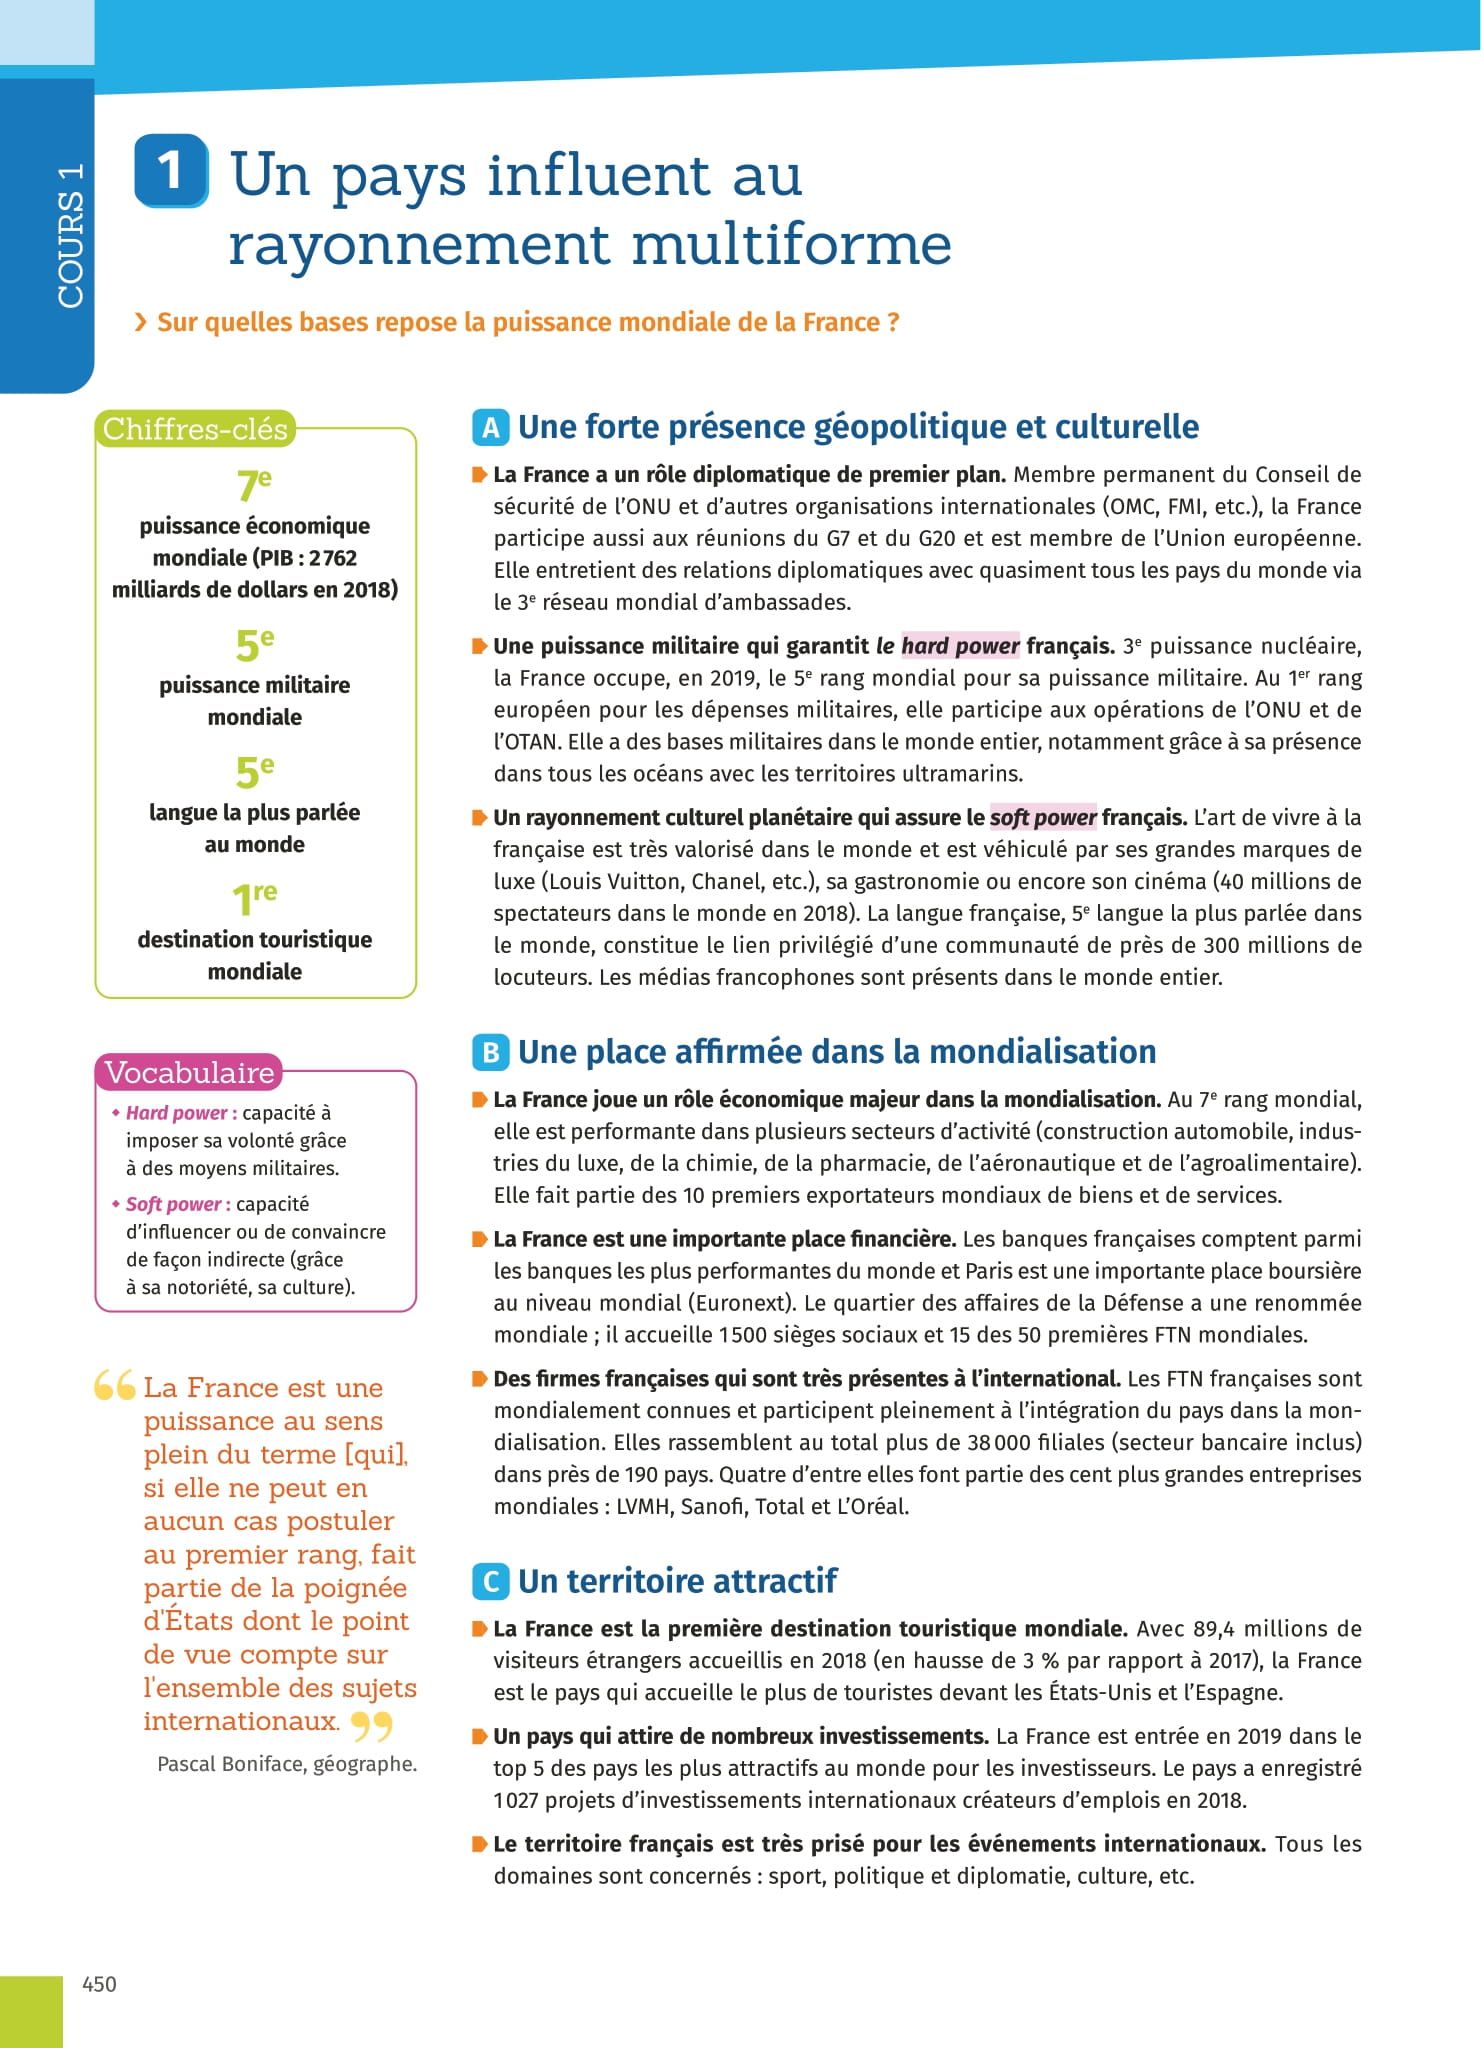 COURS 1
1 Un pays influent au
rayonnement multiforme
› Sur quelles bases repose la puissance mondiale de la France ?
Chiffres-clés
7e
puissance économique
mondiale (PIB : 2 762
milliards de dollars en 2018)
5e
puissance militaire
mondiale
5e
langue la plus parlée
au monde
1re
destination touristique
mondiale
Vocabulaire
• Hard power : capacité à
imposer sa volonté grâce
à des moyens militaires.
• Soft power : capacité
d’influencer ou de convaincre
de façon indirecte (grâce
à sa notoriété, sa culture).
“ La France est une
puissance au sens
plein du terme [qui],
si elle ne peut en
aucun cas postuler
au premier rang, fait
partie de la poignée
d'États dont le point
de vue compte sur
l'ensemble des sujets
internationaux. ”
Pascal Boniface, géographe.
A Une forte présence géopolitique et culturelle
La France a un rôle diplomatique de premier plan. Membre permanent du Conseil de
sécurité de l’ONU et d’autres organisations internationales (OMC, FMI, etc.), la France
participe aussi aux réunions du G7 et du G20 et est membre de l’Union européenne.
Elle entretient des relations diplomatiques avec quasiment tous les pays du monde via
le 3e réseau mondial d’ambassades.
Une puissance militaire qui garantit le hard power français. 3e puissance nucléaire,
la France occupe, en 2019, le 5e rang mondial pour sa puissance militaire. Au 1er rang
européen pour les dépenses militaires, elle participe aux opérations de l’ONU et de
l’OTAN. Elle a des bases militaires dans le monde entier, notamment grâce à sa présence
dans tous les océans avec les territoires ultramarins.
Un rayonnement culturel planétaire qui assure le soft power français. L’art de vivre à la
française est très valorisé dans le monde et est véhiculé par ses grandes marques de
luxe (Louis Vuitton, Chanel, etc.), sa gastronomie ou encore son cinéma (40 millions de
spectateurs dans le monde en 2018). La langue française, 5e langue la plus parlée dans
le monde, constitue le lien privilégié d’une communauté de près de 300 millions de
locuteurs. Les médias francophones sont présents dans le monde entier.
B Une place affirmée dans la mondialisation
La France joue un rôle économique majeur dans la mondialisation. Au 7e rang mondial,
elle est performante dans plusieurs secteurs d’activité (construction automobile, indus-
tries du luxe, de la chimie, de la pharmacie, de l’aéronautique et de l’agroalimentaire).
Elle fait partie des 10 premiers exportateurs mondiaux de biens et de services.
La France est une importante place financière. Les banques françaises comptent parmi
les banques les plus performantes du monde et Paris est une importante place boursière
au niveau mondial (Euronext). Le quartier des affaires de la Défense a une renommée
mondiale ; il accueille 1 500 sièges sociaux et 15 des 50 premières FTN mondiales.
Des firmes françaises qui sont très présentes à l’international. Les FTN françaises sont
mondialement connues et participent pleinement à l’intégration du pays dans la mon-
dialisation. Elles rassemblent au total plus de 38 000 filiales (secteur bancaire inclus)
dans près de 190 pays. Quatre d’entre elles font partie des cent plus grandes entreprises
mondiales : LVMH, Sanofi, Total et L’Oréal.
C Un territoire attractif
La France est la première destination touristique mondiale. Avec 89,4 millions de
visiteurs étrangers accueillis en 2018 (en hausse de 3 % par rapport à 2017), la France
est le pays qui accueille le plus de touristes devant les États-Unis et l’Espagne.
Un pays qui attire de nombreux investissements. La France est entrée en 2019 dans le
top 5 des pays les plus attractifs au monde pour les investisseurs. Le pays a enregistré
1 027 projets d’investissements internationaux créateurs d’emplois en 2018.
Le territoire français est très prisé pour les événements internationaux. Tous les
domaines sont concernés : sport, politique et diplomatie, culture, etc.
450